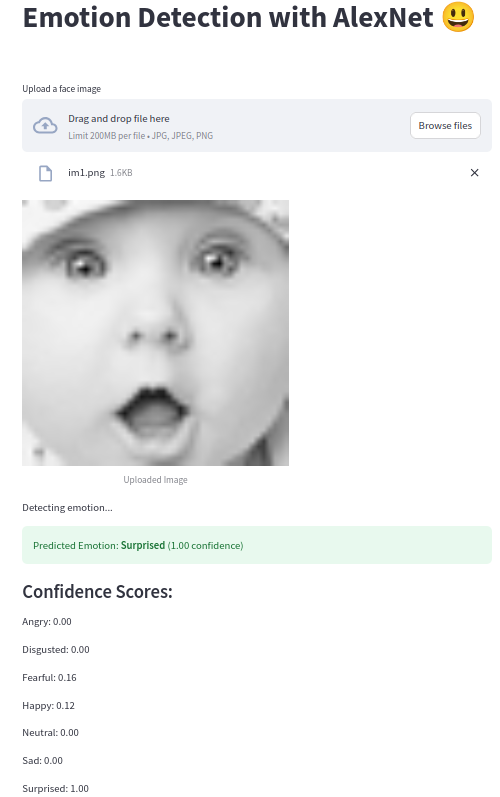 Emotion Detection with AlexNet 😃
Upload a face image
Drag and drop file here
Limit 200MB per file • JPG, JPEG, PNG
Browse files
im1.png 1.6KB
Uploaded Image
Detecting emotion...
Predicted Emotion: Surprised (1.00 confidence)
Confidence Scores:
Angry: 0.00
Disgusted: 0.00
Fearful: 0.16
Happy: 0.12
Neutral: 0.00
Sad: 0.00
Surprised: 1.00